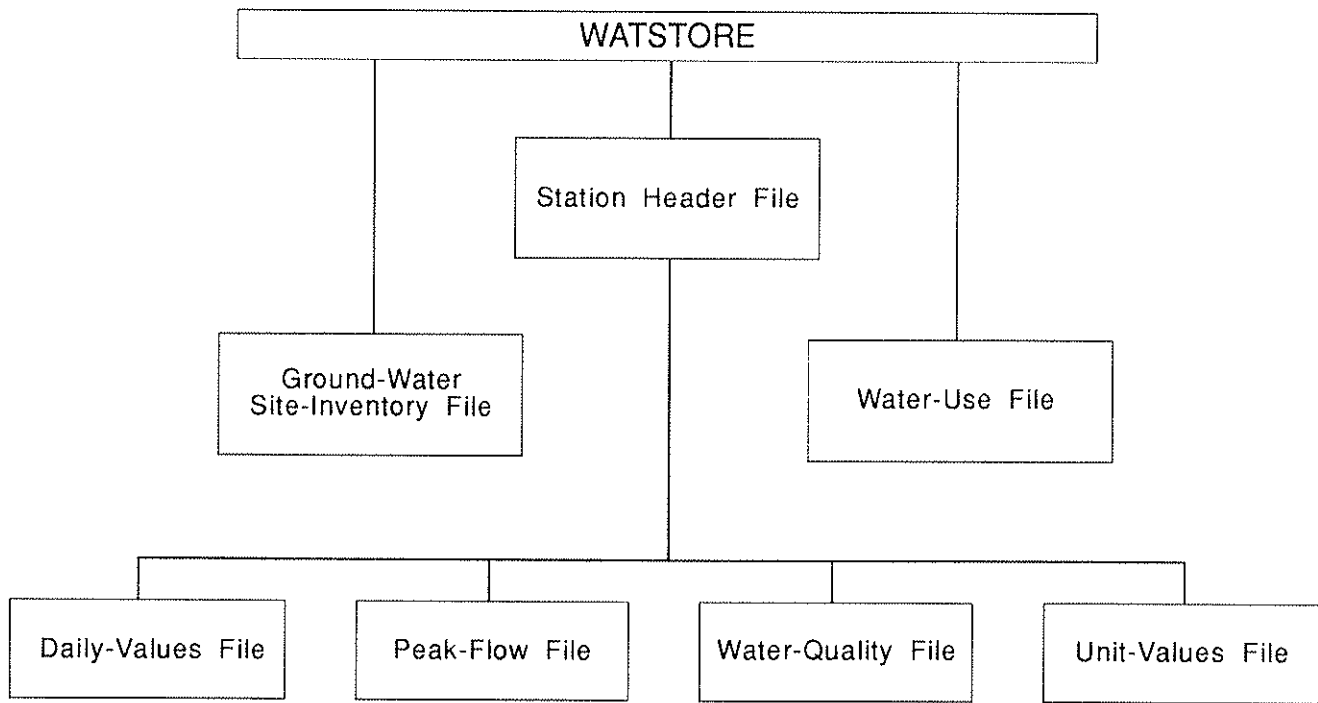 WATSTORE
Station Header File
Ground-Water
Site-Inventory File
Water-Use File
Daily-Values File
Peak-Flow File
Water-Quality File
Unit-Values File